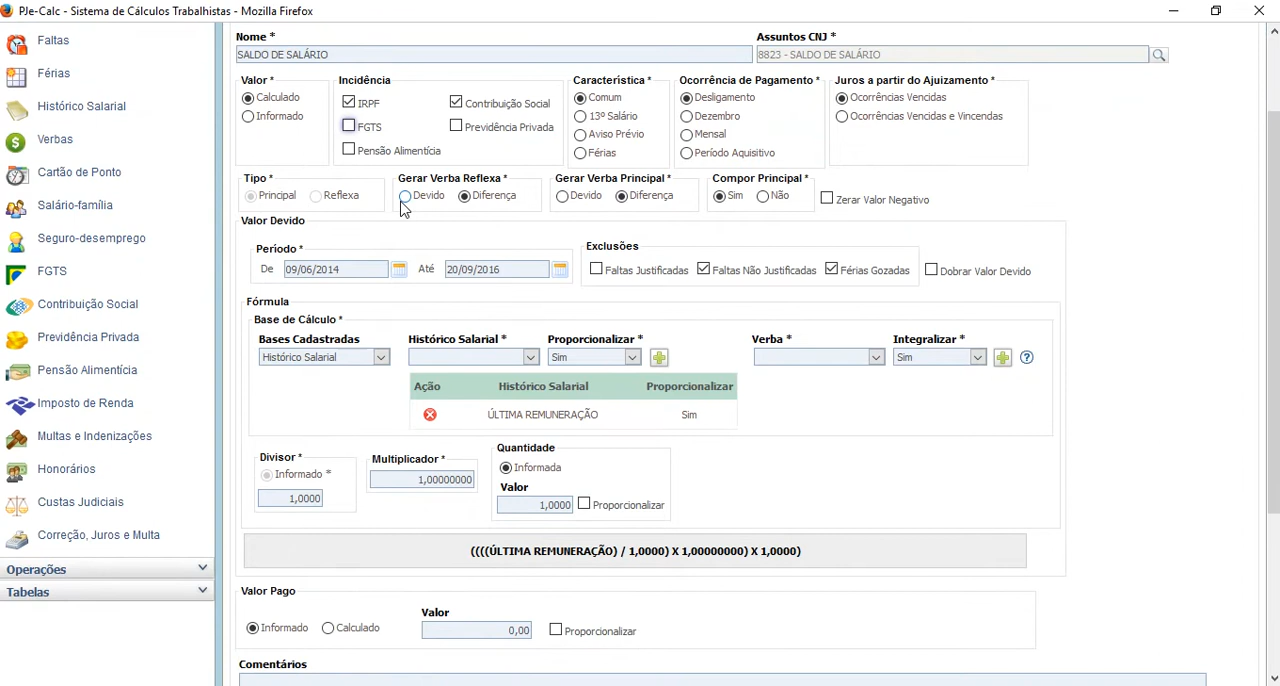 PJe-Calc - Sistema de Cálculos Trabalhistas - Mozilla Firefox
Faltas
Férias
Histórico Salarial
Verbas
Cartão de Ponto
Salário-família
Seguro-desemprego
FGTS
Contribuição Social
Previdência Privada
Pensão Alimentícia
Imposto de Renda
Multas e Indenizações
Honorários
Custas Judiciais
Correção, Juros e Multa
Operações
Tabelas
Nome * Assuntos CNJ *
SALDO DE SALÁRIO 8823 - SALDO DE SALÁRIO
Valor * Incidência Característica * Ocorrência de Pagamento * Juros a partir do Ajuizamento *
Calculado IRPF Contribuição Social Comum Desligamento Ocorrências Vencidas
Informado FGTS Previdência Privada 13º Salário Dezembro Ocorrências Vencidas e Vincendas
Pensão Alimentícia Aviso Prévio Mensal
Férias Período Aquisitivo
Tipo * Gerar Verba Reflexa * Gerar Verba Principal * Compor Principal *
Principal Reflexa Devido Diferença Devido Diferença Sim Não Zerar Valor Negativo
Valor Devido
Período * Exclusões
De 09/06/2014 Até 20/09/2016 Faltas Justificadas Faltas Não Justificadas Férias Gozadas Dobrar Valor Devido
Fórmula
Base de Cálculo *
Bases Cadastradas Histórico Salarial * Proporcionalizar * Verba * Integralizar *
Histórico Salarial Sim Sim ?
Ação Histórico Salarial Proporcionalizar
ÚLTIMA REMUNERAÇÃO Sim
Divisor * Multiplicador * Quantidade
Informado * 1,00000000 Informada
1,0000 Valor
1,0000 Proporcionalizar
((((ÚLTIMA REMUNERAÇÃO) / 1,0000) X 1,00000000) X 1,0000)
Valor Pago
Informado Calculado Valor
0,00 Proporcionalizar
Comentários